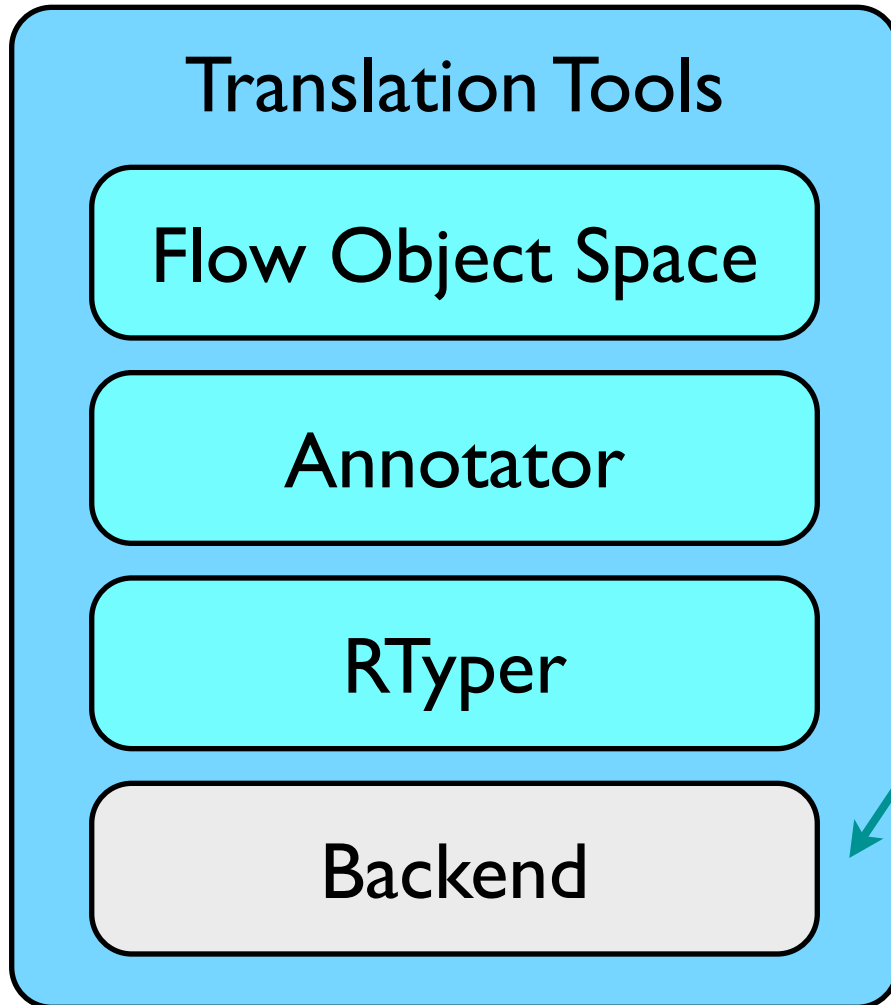 Translation Tools
Flow Object Space
Annotator
RTyper
Backend